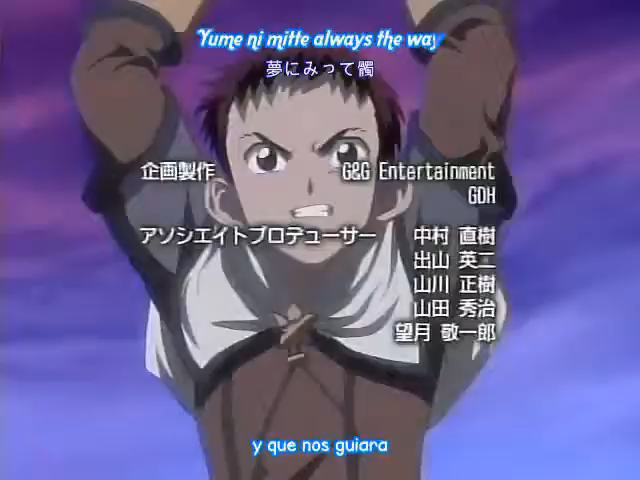 Yume ni mitte always the way
夢にみって髑
企画製作 G&G Entertainment
GDH
アソシエイトプロデューサー 中村 直樹
出山 英二
山川 正樹
山田 秀治
望月 敬一郎
y que nos guiara